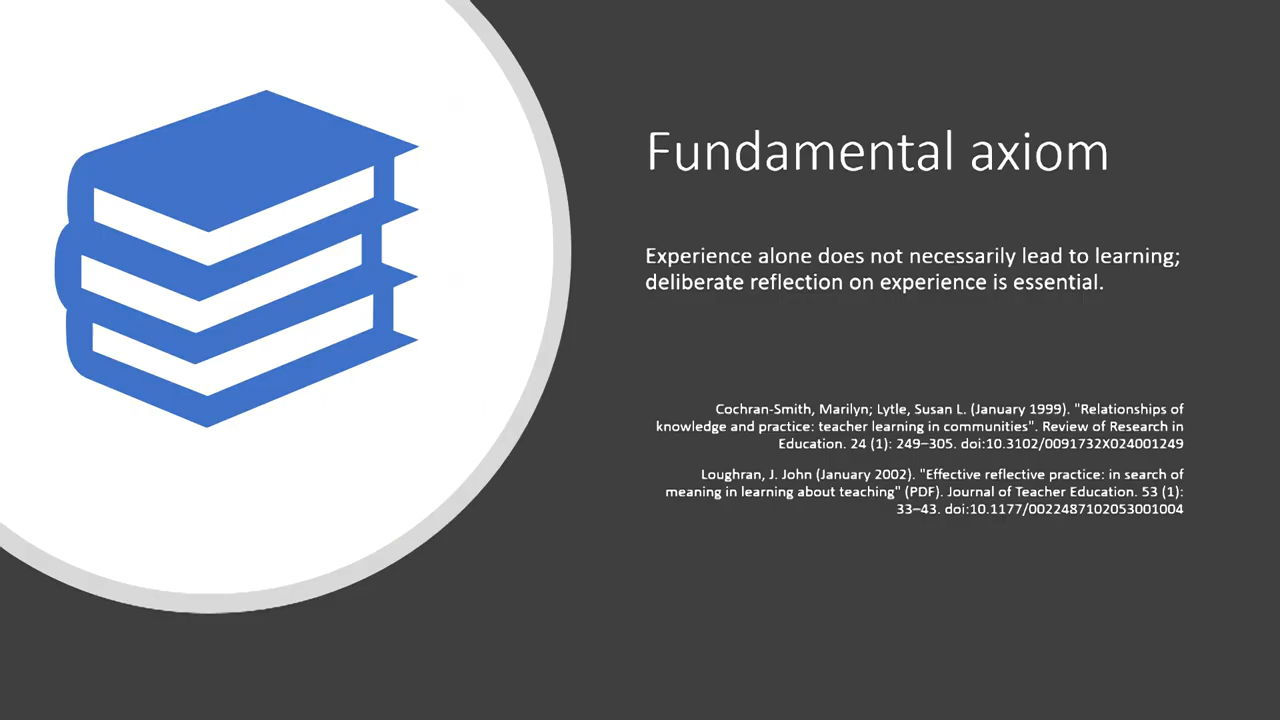 Fundamental axiom
Experience alone does not necessarily lead to learning;
deliberate reflection on experience is essential.
Cochran-Smith, Marilyn; Lytle, Susan L. (January 1999). "Relationships of
knowledge and practice: teacher learning in communities". Review of Research in
Education. 24 (1): 249–305. doi:10.3102/0091732X024001249
Loughran, J. John (January 2002). "Effective reflective practice: in search of
meaning in learning about teaching" (PDF). Journal of Teacher Education. 53 (1):
33–43. doi:10.1177/0022487102053001004